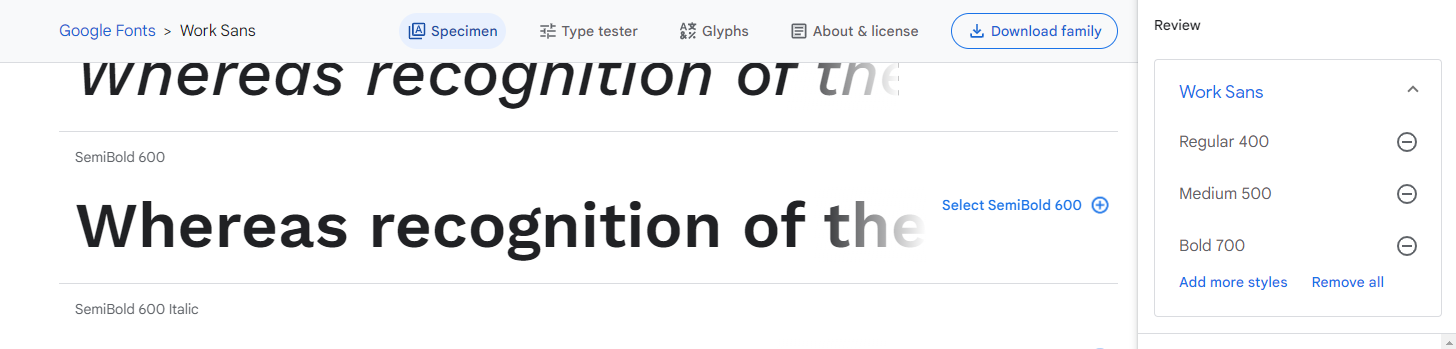 Google Fonts > Work Sans
Specimen
Type tester
Glyphs
About & license
Download family
Whereas recognition of the
SemiBold 600
Whereas recognition of the
Select SemiBold 600
SemiBold 600 Italic
Review
Work Sans
Regular 400
Medium 500
Bold 700
Add more styles
Remove all